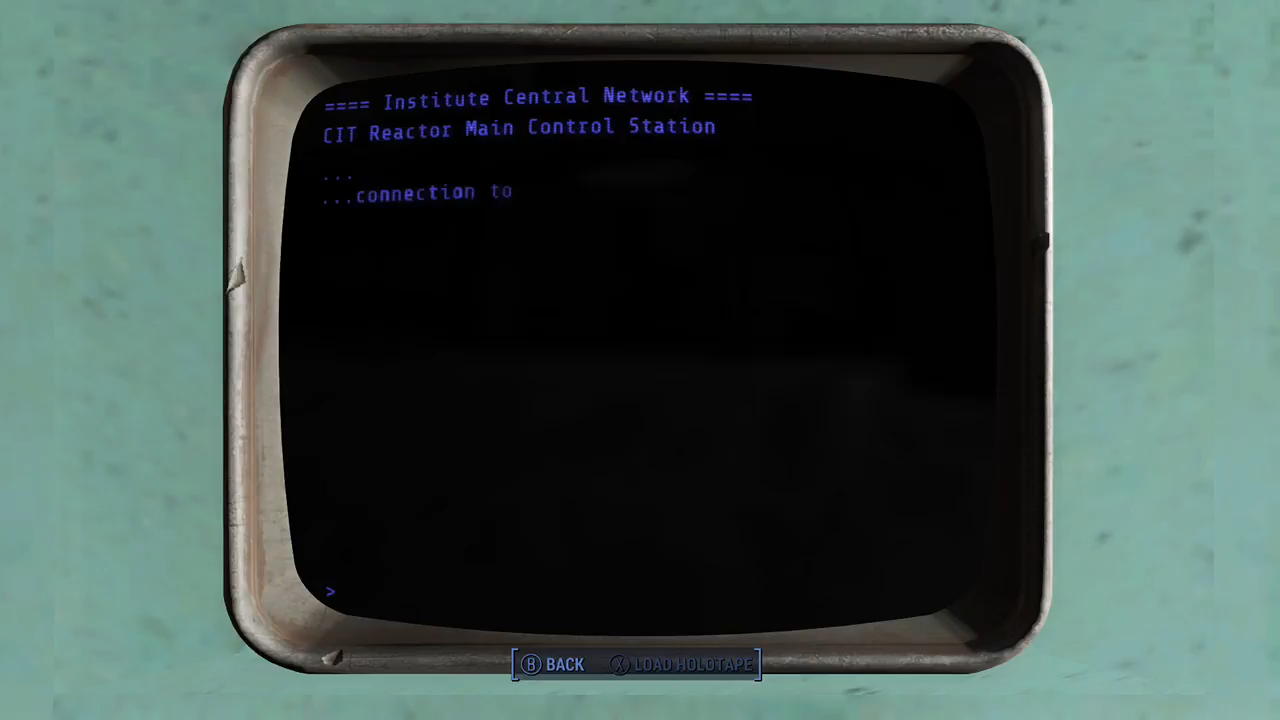 ==== Institute Central Network ====
CIT Reactor Main Control Station
...
...connection to
>
B BACK X LOAD HOLOTAPE